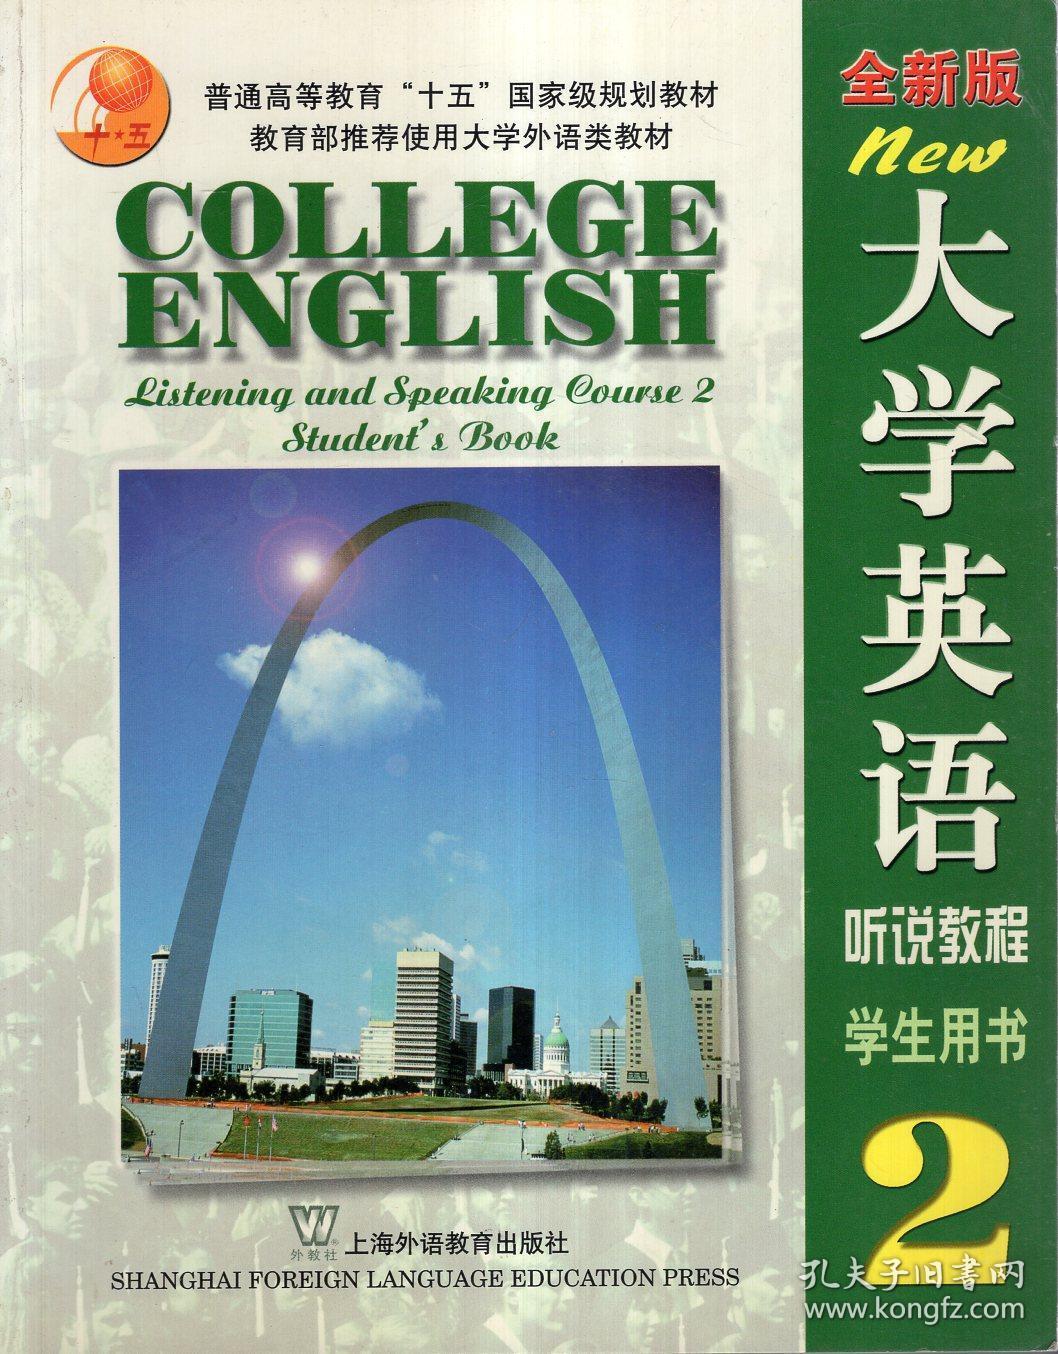 普通高等教育“十五”国家级规划教材
教育部推荐使用大学外语类教材
十★五
COLLEGE
ENGLISH
Listening and Speaking Course 2
Student's Book
全新版
New
大学英语
听说教程
学生用书
2
W®
外教社
上海外语教育出版社
SHANGHAI FOREIGN LANGUAGE EDUCATION PRESS
孔夫子旧書网
www.kongfz.com